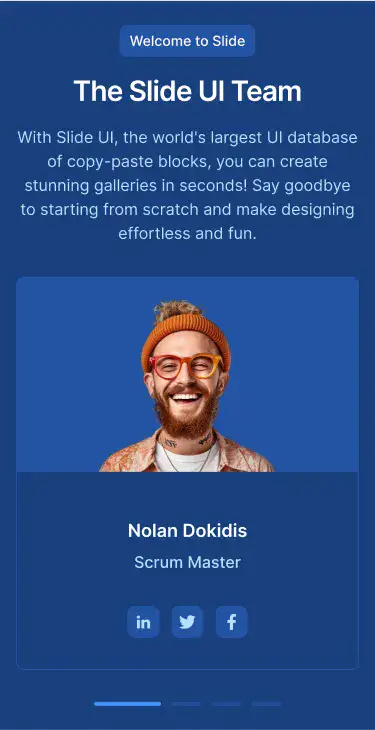 Welcome to Slide
The Slide UI Team
With Slide UI, the world's largest UI database
of copy-paste blocks, you can create
stunning galleries in seconds! Say goodbye
to starting from scratch and make designing
effortless and fun.
Nolan Dokidis
Scrum Master
in
f